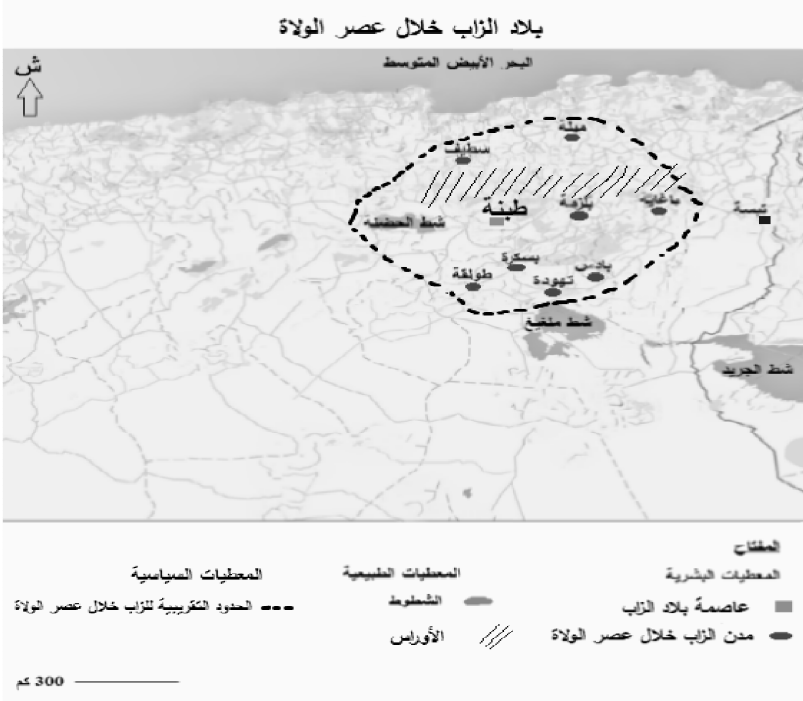 بلاد الزاب خلال عصر الولاة
البحر الأبيض المتوسط
ش
ميلة
سطيف
طبنة
بلزمة
باغاية
تبسة
شط الحضنة
بسكرة
بادس
طولقة
تهودة
شط ملغيغ
شط الجريد
المفتاح
المعطيات البشرية
عاصمة بلاد الزاب
مدن الزاب خلال عصر الولاة
المعطيات الطبيعية
الشطوط
الأوراس
المعطيات السياسية
الحدود التقريبية للزاب خلال عصر الولاة
300 كم